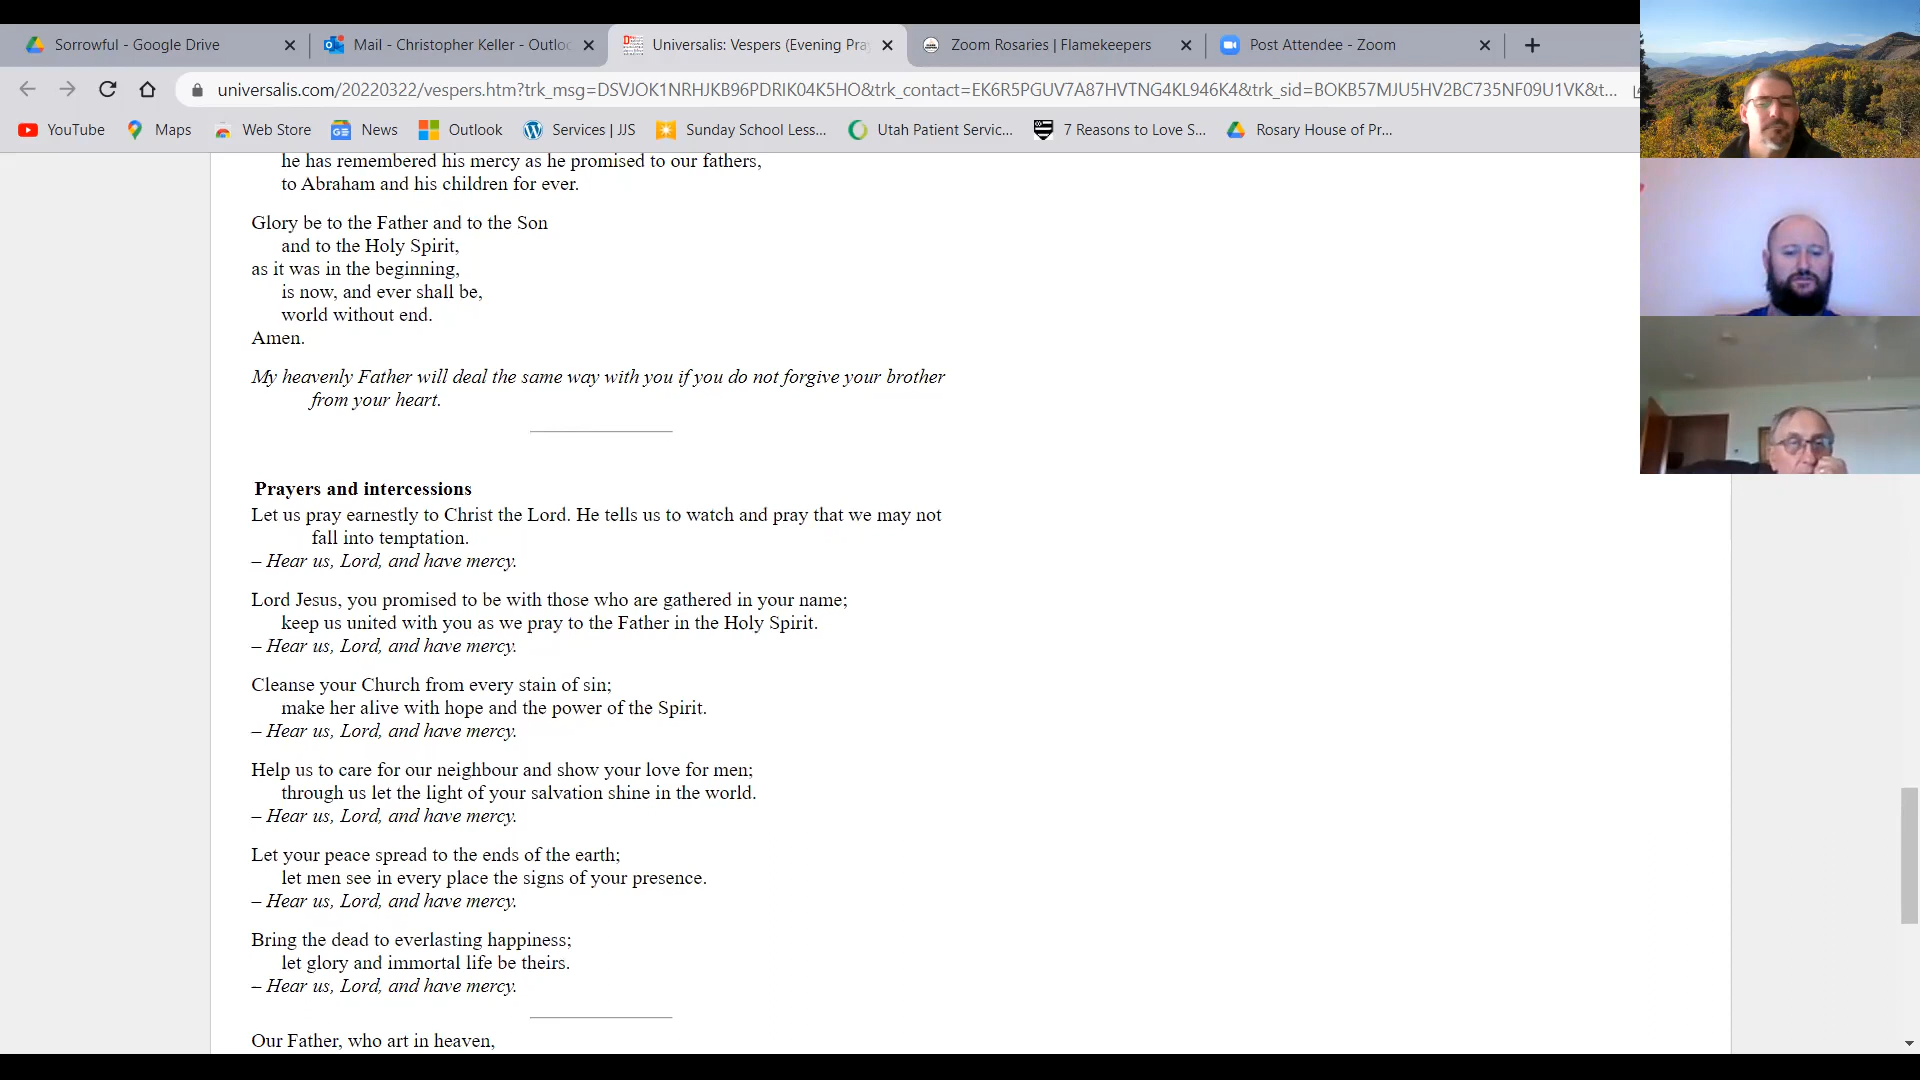 Sorrowful - Google Drive
Mail - Christopher Keller - Outlo
Universalis: Vespers (Evening Pra
Zoom Rosaries | Flamekeepers
Post Attendee - Zoom
universalis.com/20220322/vespers.htm?trk_msg=DSVJOK1NRHJKB96PDRIK04K5HO&trk_contact=EK6R5PGUV7A87HVTNG4KL946K4&trk_sid=BOKB57MJU5HV2BC735NF09U1VK&t...
YouTube
Maps
Web Store
News
Outlook
Services | JJS
Sunday School Less...
Utah Patient Servic...
7 Reasons to Love S...
Rosary House of Pr...
he has remembered his mercy as he promised to our fathers,
to Abraham and his children for ever.
Glory be to the Father and to the Son
and to the Holy Spirit,
as it was in the beginning,
is now, and ever shall be,
world without end.
Amen.
My heavenly Father will deal the same way with you if you do not forgive your brother
from your heart.
Prayers and intercessions
Let us pray earnestly to Christ the Lord. He tells us to watch and pray that we may not
fall into temptation.
– Hear us, Lord, and have mercy.
Lord Jesus, you promised to be with those who are gathered in your name;
keep us united with you as we pray to the Father in the Holy Spirit.
– Hear us, Lord, and have mercy.
Cleanse your Church from every stain of sin;
make her alive with hope and the power of the Spirit.
– Hear us, Lord, and have mercy.
Help us to care for our neighbour and show your love for men;
through us let the light of your salvation shine in the world.
– Hear us, Lord, and have mercy.
Let your peace spread to the ends of the earth;
let men see in every place the signs of your presence.
– Hear us, Lord, and have mercy.
Bring the dead to everlasting happiness;
let glory and immortal life be theirs.
– Hear us, Lord, and have mercy.
Our Father, who art in heaven,